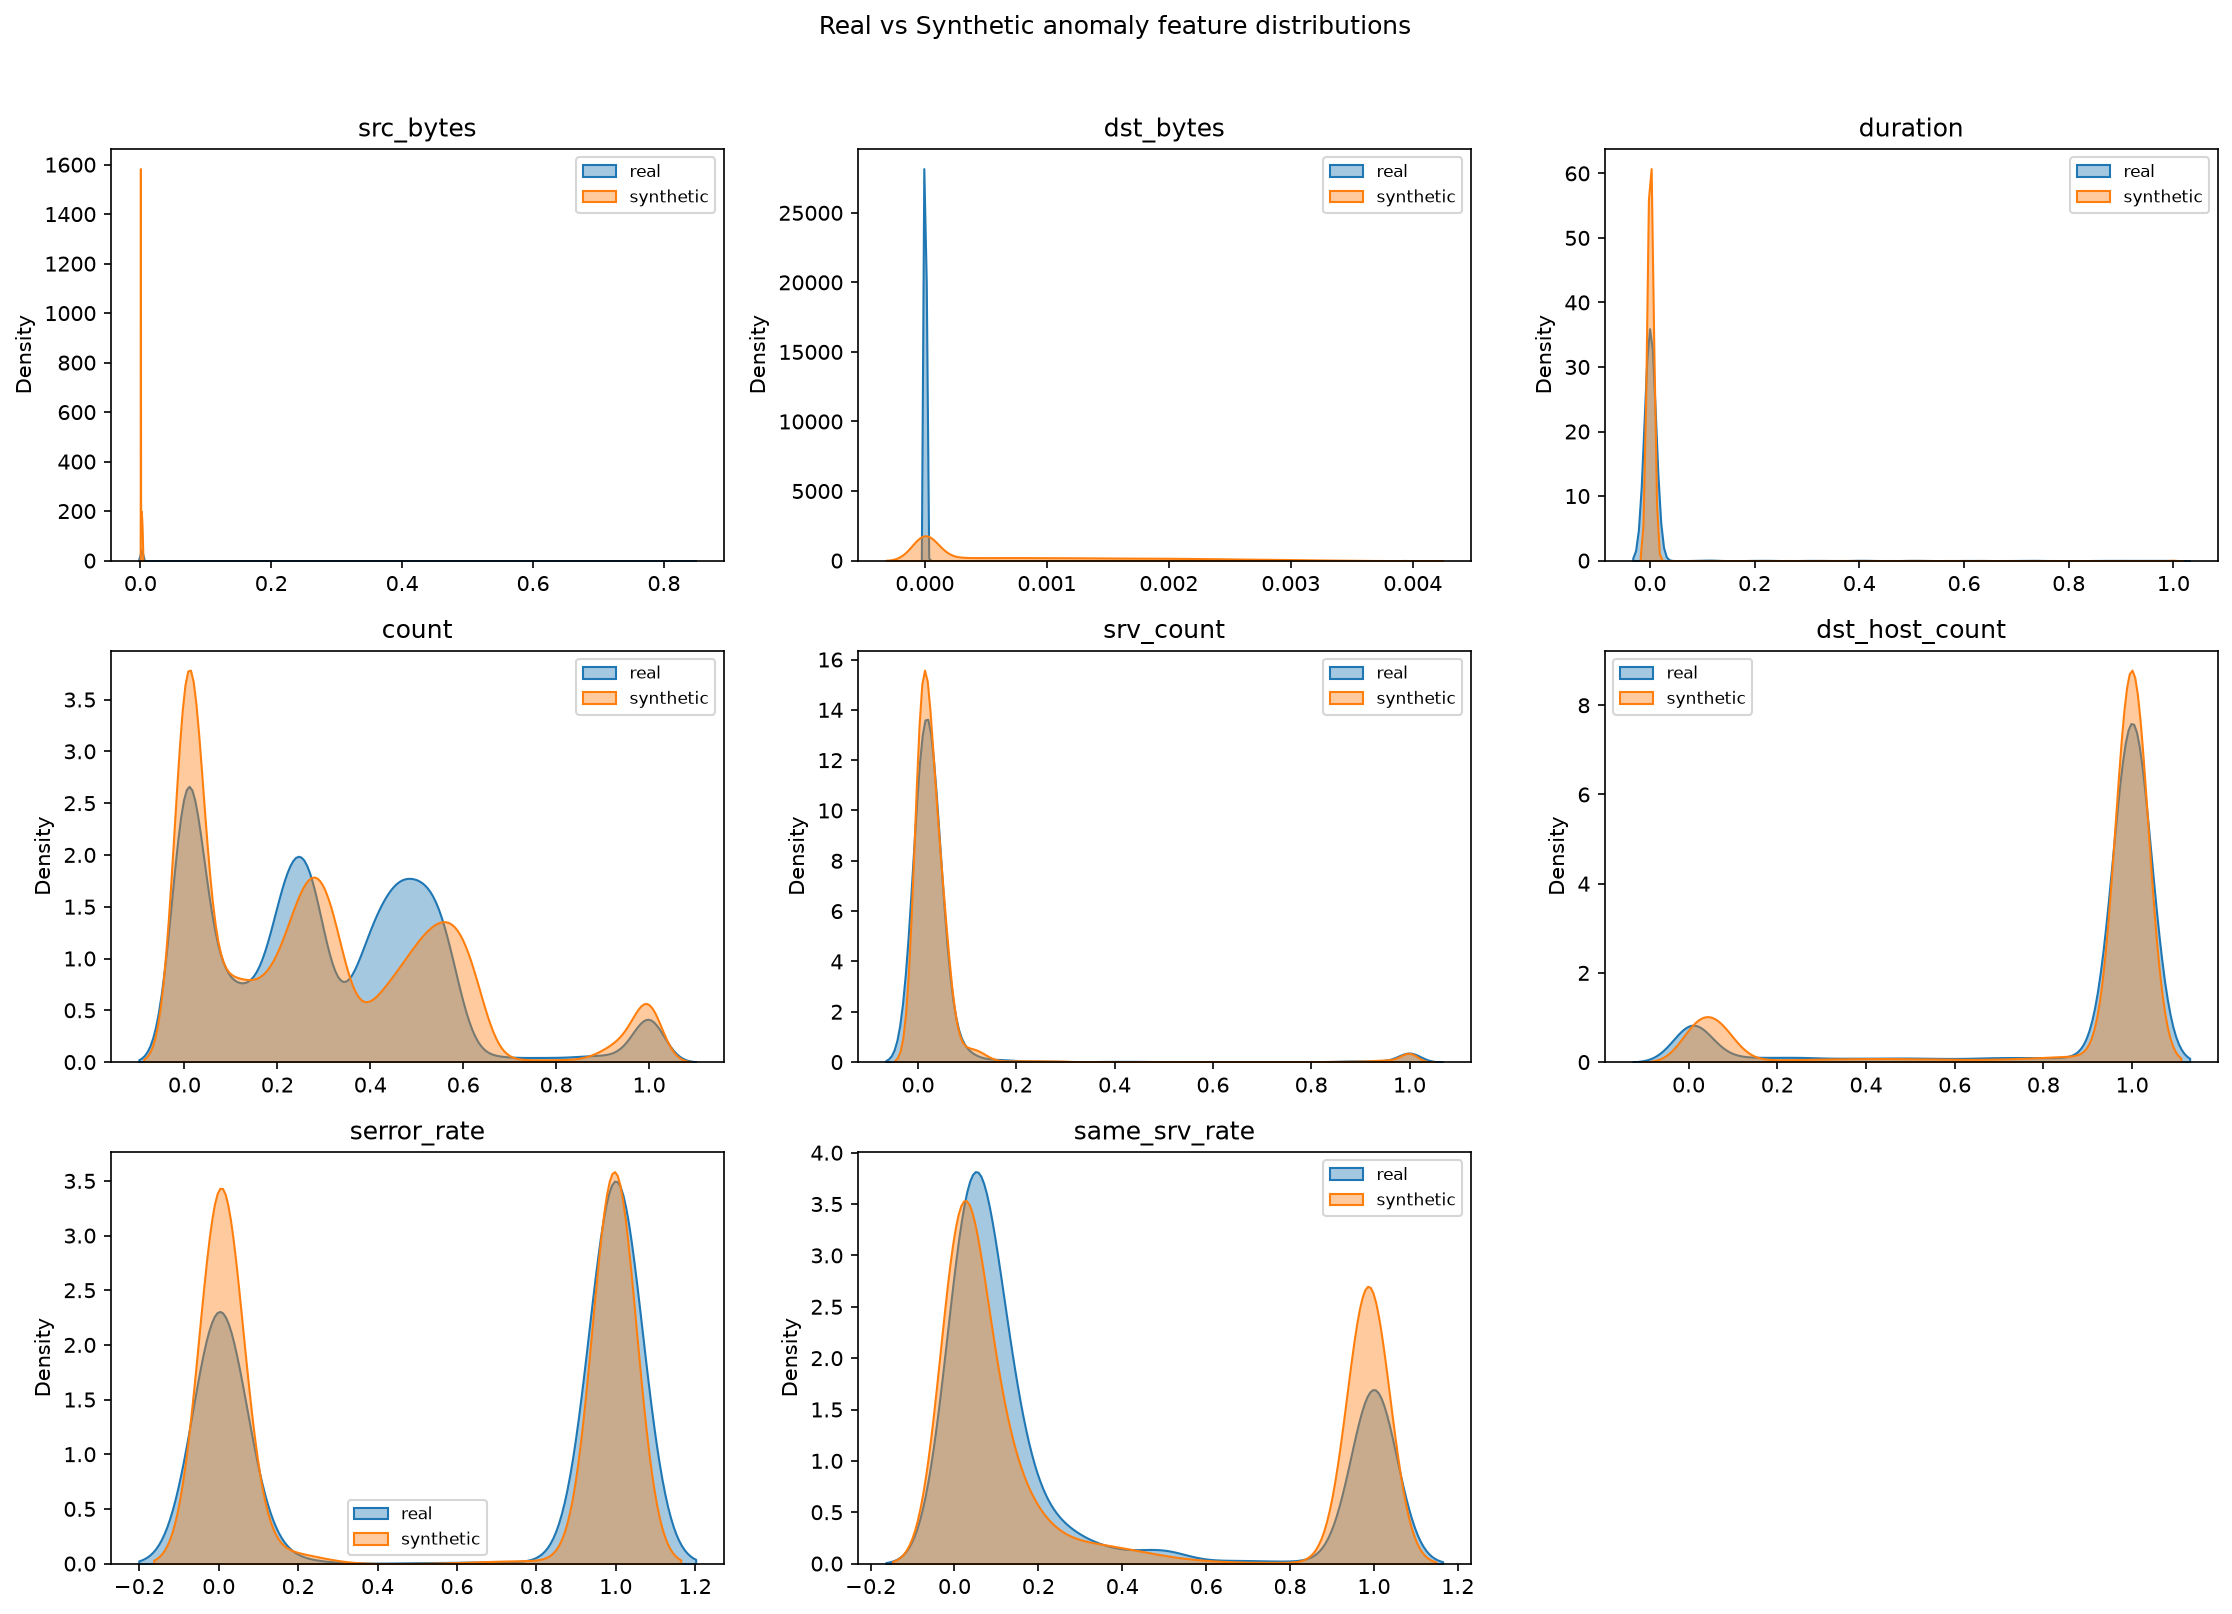 Real vs Synthetic anomaly feature distributions
src_bytes
Density
1600
1400
1200
1000
800
600
400
200
0
0.0 0.2 0.4 0.6 0.8
real
synthetic
dst_bytes
Density
25000
20000
15000
10000
5000
0
0.000 0.001 0.002 0.003 0.004
real
synthetic
duration
Density
60
50
40
30
20
10
0
0.0 0.2 0.4 0.6 0.8 1.0
real
synthetic
count
Density
3.5
3.0
2.5
2.0
1.5
1.0
0.5
0.0
0.0 0.2 0.4 0.6 0.8 1.0
real
synthetic
srv_count
Density
16
14
12
10
8
6
4
2
0
0.0 0.2 0.4 0.6 0.8 1.0
real
synthetic
dst_host_count
Density
8
6
4
2
0
0.0 0.2 0.4 0.6 0.8 1.0
real
synthetic
serror_rate
Density
3.5
3.0
2.5
2.0
1.5
1.0
0.5
0.0
−0.2 0.0 0.2 0.4 0.6 0.8 1.0 1.2
real
synthetic
same_srv_rate
Density
4.0
3.5
3.0
2.5
2.0
1.5
1.0
0.5
0.0
−0.2 0.0 0.2 0.4 0.6 0.8 1.0 1.2
real
synthetic